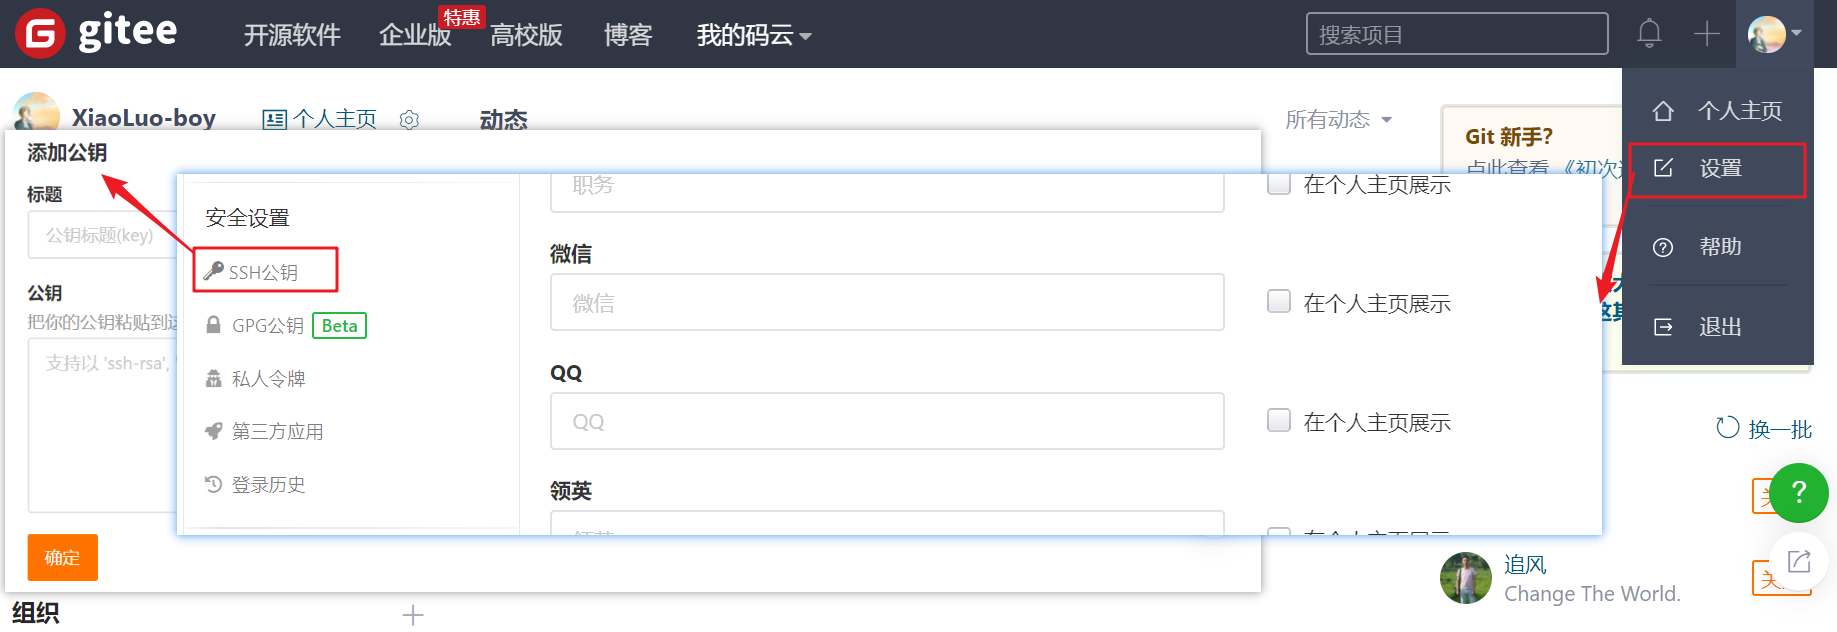 gitee
开源软件
企业版
特惠
高校版
博客
我的码云
搜索项目
XiaoLuo-boy
个人主页
动态
所有动态
Git 新手?
点此查看 《初次
个人主页
设置
帮助
退出
添加公钥
标题
公钥标题(key)
公钥
把你的公钥粘贴到
支持以 'ssh-rsa',
确定
安全设置
SSH公钥
GPG公钥 Beta
私人令牌
第三方应用
登录历史
职务
在个人主页展示
微信
微信
在个人主页展示
QQ
QQ
在个人主页展示
领英
换一批
?
追风
Change The World.
组织